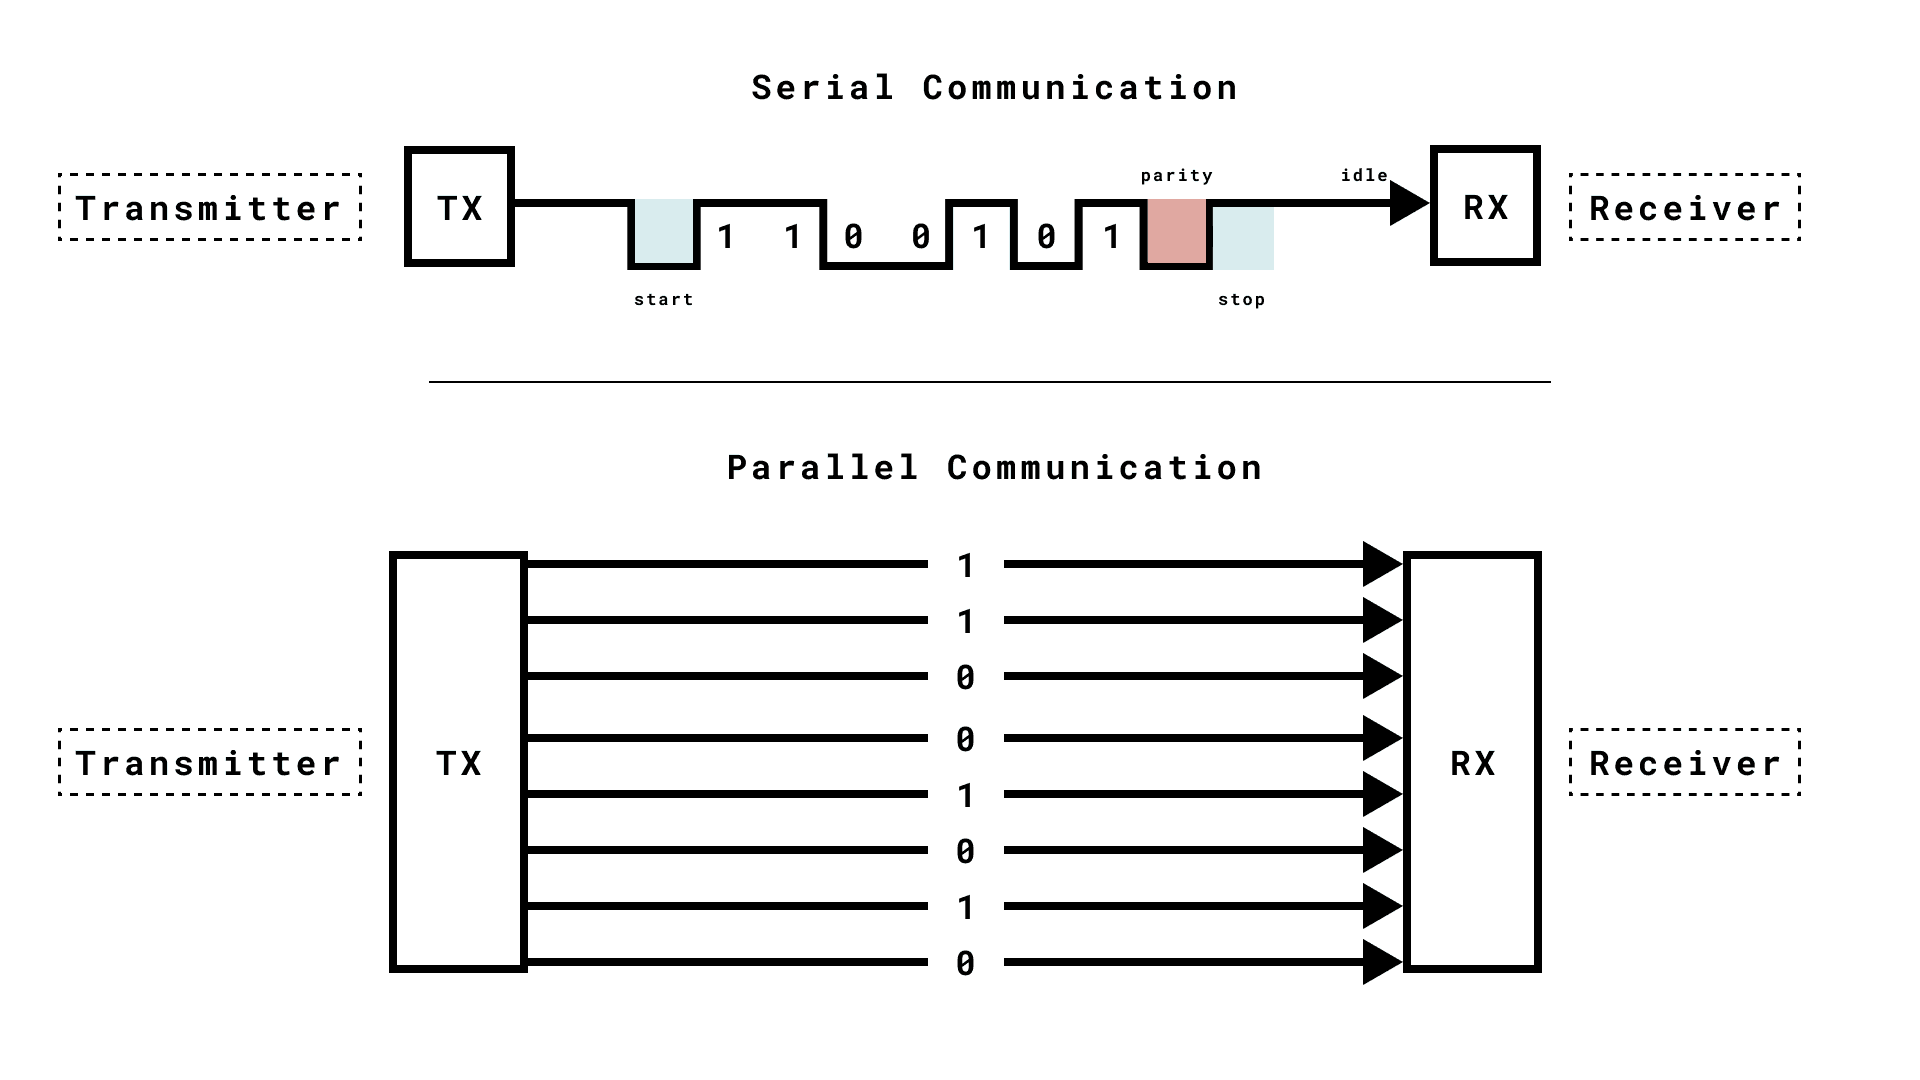 Serial Communication
parity idle
Transmitter TX 1 1 0 0 1 0 1 RX Receiver
start stop
Parallel Communication
1
1
0
0
Transmitter TX RX Receiver
1
0
1
0